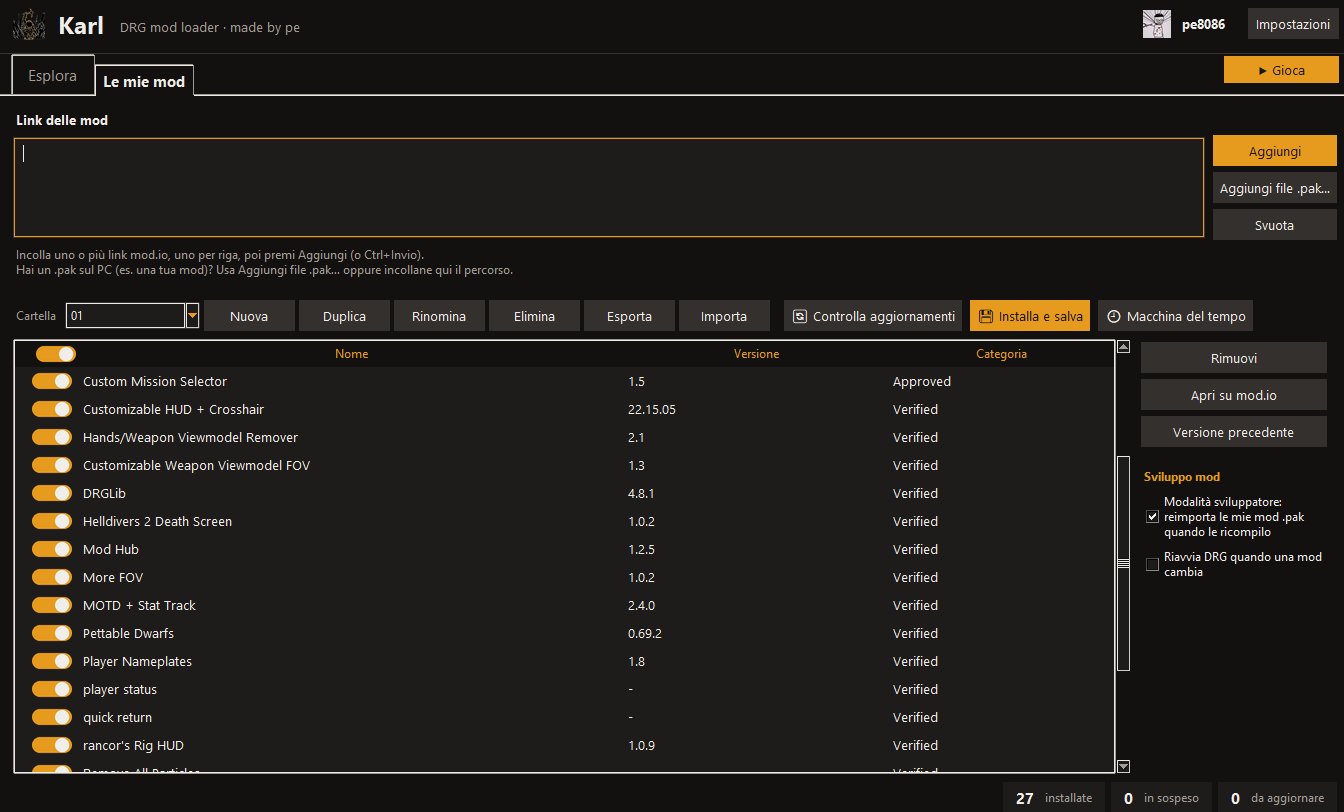 Karl DRG mod loader · made by pe
pe8086
Impostazioni
Esplora
Le mie mod
► Gioca
Link delle mod
Aggiungi
Aggiungi file .pak...
Svuota
Incolla uno o più link mod.io, uno per riga, poi premi Aggiungi (o Ctrl+Invio).
Hai un .pak sul PC (es. una tua mod)? Usa Aggiungi file .pak... oppure incollane qui il percorso.
Cartella 01 Nuova Duplica Rinomina Elimina Esporta Importa Controlla aggiornamenti Installa e salva Macchina del tempo
Nome Versione Categoria
Custom Mission Selector 1.5 Approved
Customizable HUD + Crosshair 22.15.05 Verified
Hands/Weapon Viewmodel Remover 2.1 Verified
Customizable Weapon Viewmodel FOV 1.3 Verified
DRGLib 4.8.1 Verified
Helldivers 2 Death Screen 1.0.2 Verified
Mod Hub 1.2.5 Verified
More FOV 1.0.2 Verified
MOTD + Stat Track 2.4.0 Verified
Pettable Dwarfs 0.69.2 Verified
Player Nameplates 1.8 Verified
player status - Verified
quick return - Verified
rancor's Rig HUD 1.0.9 Verified
Remove All Particles Verified
Rimuovi
Apri su mod.io
Versione precedente
Sviluppo mod
Modalità sviluppatore:
reimporta le mie mod .pak
quando le ricompilo
Riavvia DRG quando una mod
cambia
27 installate 0 in sospeso 0 da aggiornare